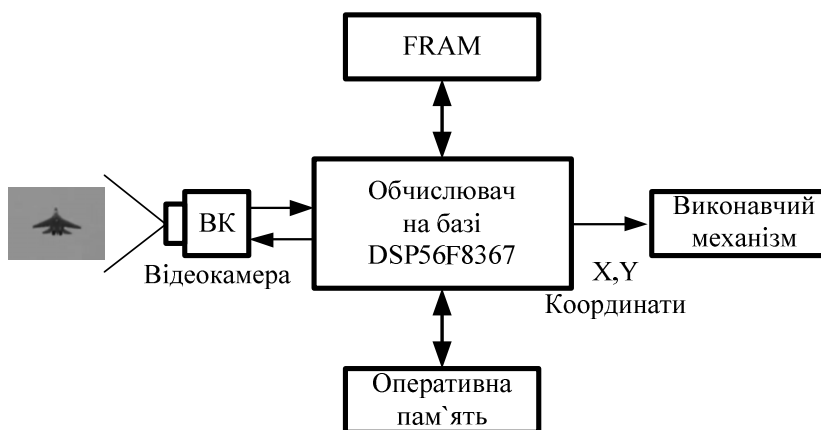 FRAM
Обчислювач
на базі
DSP56F8367
ВК
Відеокамера
Виконавчий
механізм
X,Y
Координати
Оперативна
пам`ять